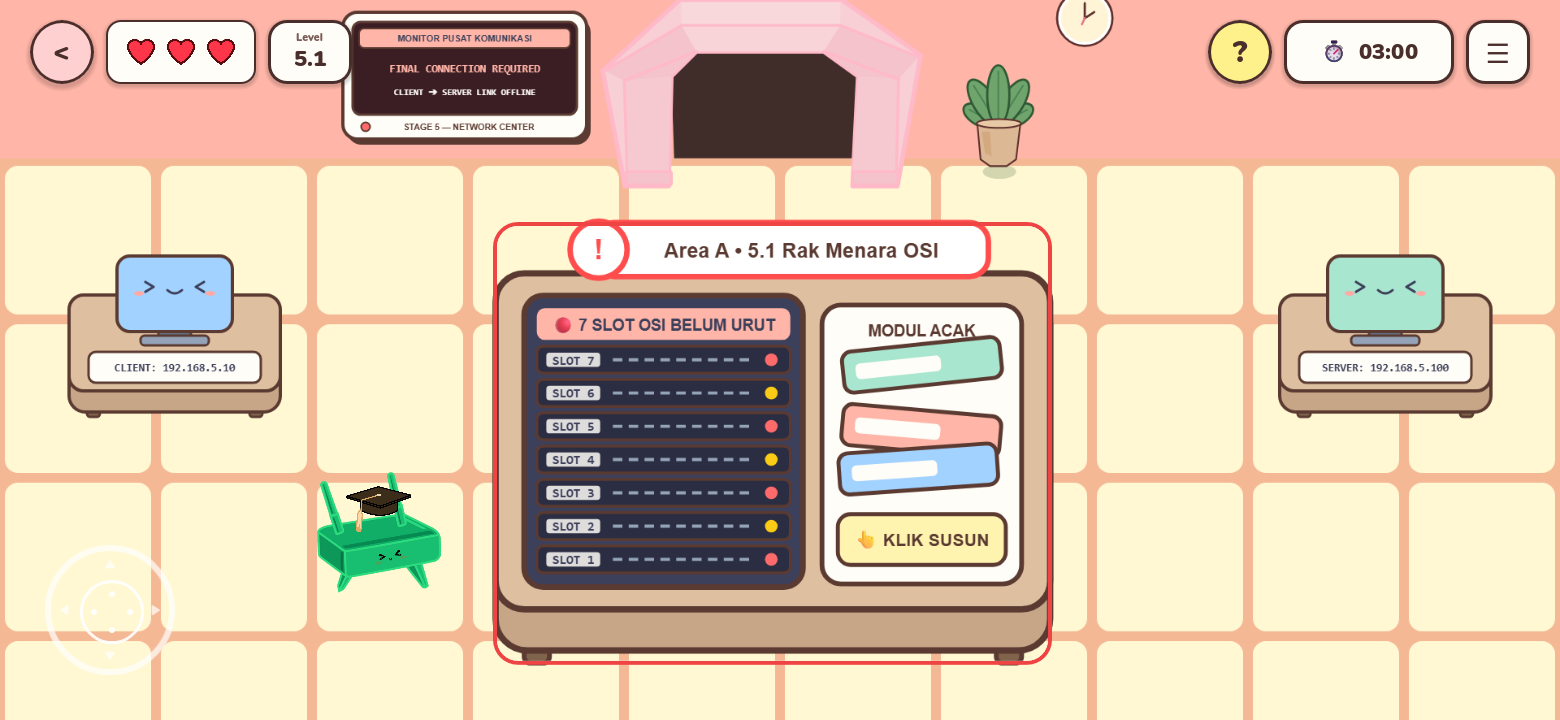 <
Level
5.1
MONITOR PUSAT KOMUNIKASI
FINAL CONNECTION REQUIRED
CLIENT ➔ SERVER LINK OFFLINE
STAGE 5 — NETWORK CENTER
?
03:00
☰
! Area A • 5.1 Rak Menara OSI
CLIENT: 192.168.5.10
7 SLOT OSI BELUM URUT
SLOT 7
SLOT 6
SLOT 5
SLOT 4
SLOT 3
SLOT 2
SLOT 1
MODUL ACAK
👆 KLIK SUSUN
SERVER: 192.168.5.100